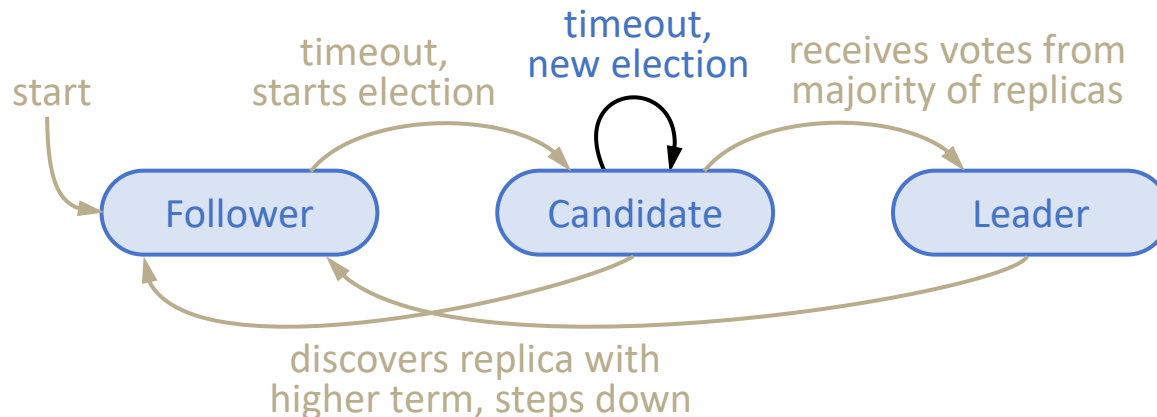 start
timeout,
starts election
timeout,
new election
receives votes from
majority of replicas
Follower
Candidate
Leader
discovers replica with
higher term, steps down